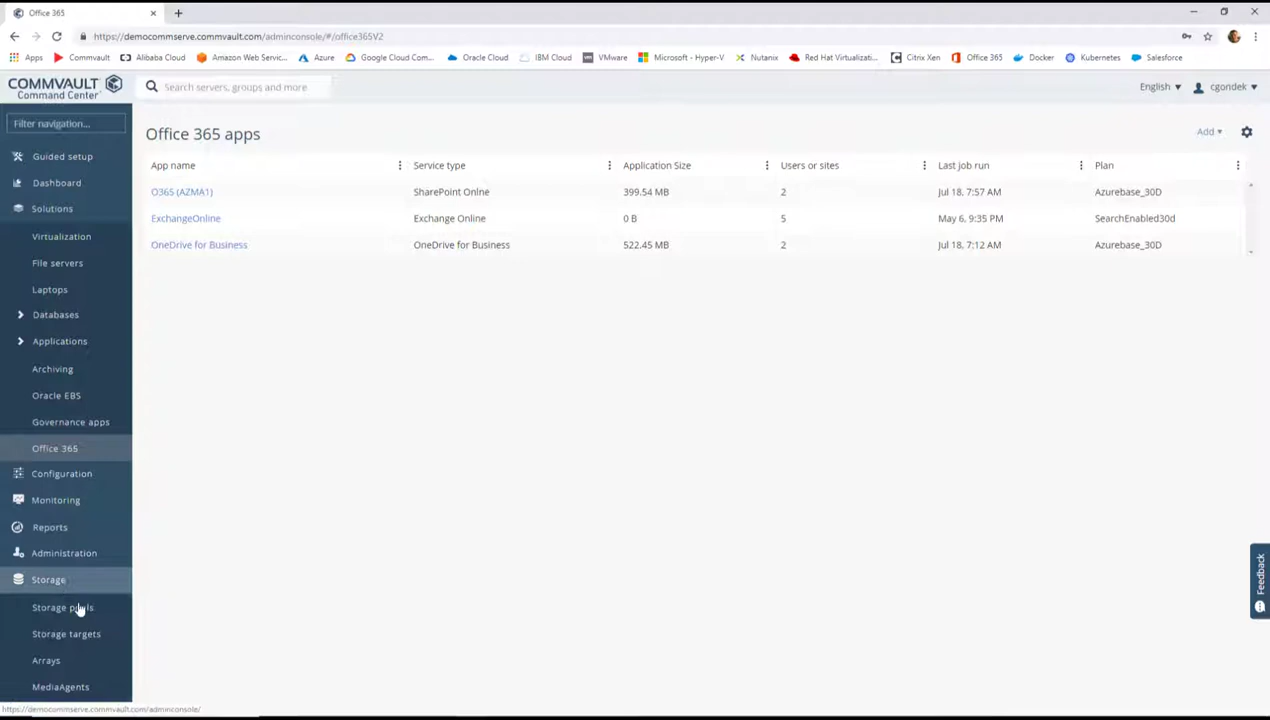 Office 365
https://democommserve.commvault.com/adminconsole/#/office365V2
Apps Commvault Alibaba Cloud Amazon Web Servic... Azure Google Cloud Com... Oracle Cloud IBM Cloud VMware Microsoft - Hyper-V Nutanix Red Hat Virtualizati... Citrix Xen Office 365 Docker Kubernetes Salesforce
COMMVAULT
Command Center
Search servers, groups and more
English
cgondek
Filter navigation...
Guided setup
Dashboard
Solutions
Virtualization
File servers
Laptops
Databases
Applications
Archiving
Oracle EBS
Governance apps
Office 365
Configuration
Monitoring
Reports
Administration
Storage
Storage
Storage targets
Arrays
MediaAgents
Office 365 apps
Add
App name Service type Application Size Users or sites Last job run Plan
O365 (AZMA1) SharePoint Onlne 399.54 MB 2 Jul 18, 7:57 AM Azurebase_30D
ExchangeOnline Exchange Online 0 B 5 May 6, 9:35 PM SearchEnabled30d
OneDrive for Business OneDrive for Business 522.45 MB 2 Jul 18, 7:12 AM Azurebase_30D
Feedback
https://democommserve.commvault.com/adminconsole/